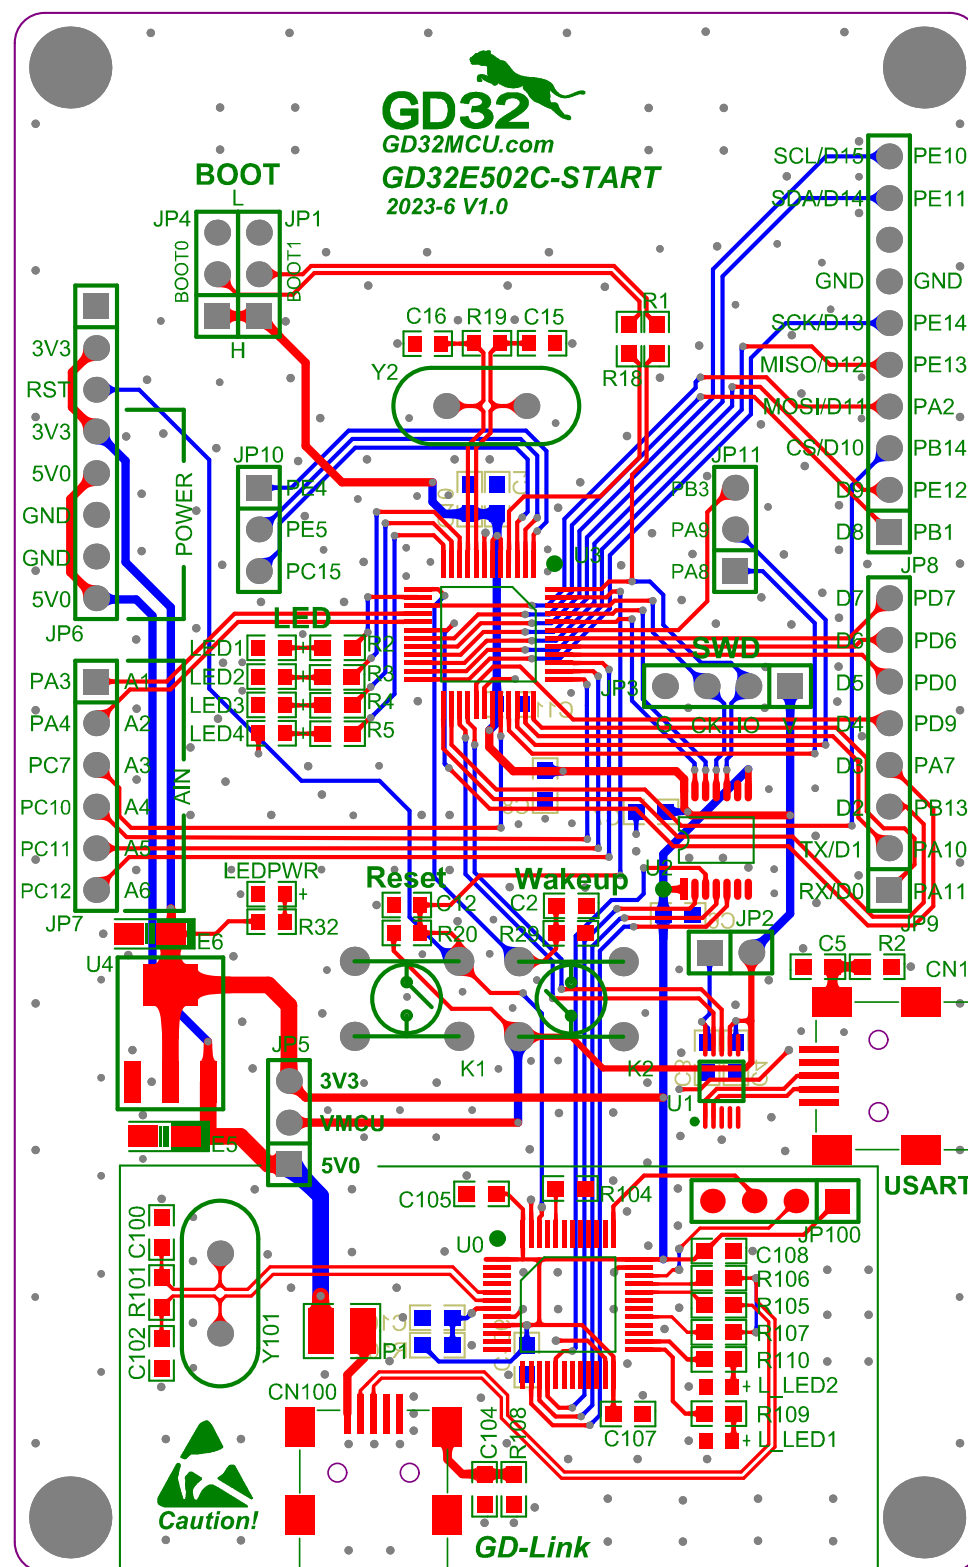 GD32
GD32MCU.com
GD32E502C-START
2023-6 V1.0
BOOT
L
JP4
JP1
BOOT0
BOOT1
H
SCL/D15
PE10
SDA/D14
PE11
GND
GND
SCK/D13
PE14
MISO/D12
PE13
MOSI/D11
PA2
CS/D10
PB14
D9
PE12
D8
PB1
JP8
C16
R19
C15
Y2
R1
R18
3V3
RST
3V3
5V0
GND
GND
5V0
JP6
POWER
JP10
PE4
PE5
PC15
JP11
PB3
PA9
PA8
U3
LED
LED1
R2
LED2
R3
LED3
R4
LED4
R5
SWD
JP3
G
CK
IO
V
D7
PD7
D6
PD6
D5
PD0
D4
PD9
D3
PA7
D2
PB13
TX/D1
PA10
RX/D0
PA11
JP9
PA3
A1
PA4
A2
PC7
A3
PC10
A4
PC11
A5
PC12
A6
JP7
AIN
LEDPWR
+
R32
E6
U4
Reset
C12
R20
Wakeup
C2
R29
U2
JP2
C5
R2
CN1
K1
K2
U1
JP5
3V3
VMCU
5V0
E5
USART
C105
R104
U0
JP100
C108
R106
R105
R107
R110
+ L_LED2
R109
+ L_LED1
C100
R101
C102
Y101
JP1
CN100
C104
R108
C107
Caution!
GD-Link